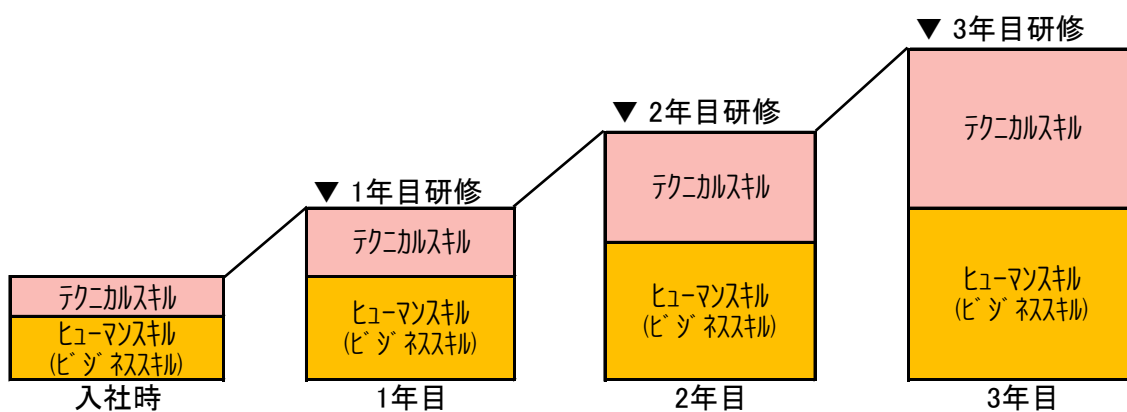 ▼ 3年目研修
▼ 2年目研修
▼ 1年目研修
ﾃｸﾆｶﾙｽｷﾙ
ﾋｭｰﾏﾝｽｷﾙ
(ﾋﾞｼﾞﾈｽｽｷﾙ)
入社時
ﾃｸﾆｶﾙｽｷﾙ
ﾋｭｰﾏﾝｽｷﾙ
(ﾋﾞｼﾞﾈｽｽｷﾙ)
1年目
ﾃｸﾆｶﾙｽｷﾙ
ﾋｭｰﾏﾝｽｷﾙ
(ﾋﾞｼﾞﾈｽｽｷﾙ)
2年目
ﾃｸﾆｶﾙｽｷﾙ
ﾋｭｰﾏﾝｽｷﾙ
(ﾋﾞｼﾞﾈｽｽｷﾙ)
3年目